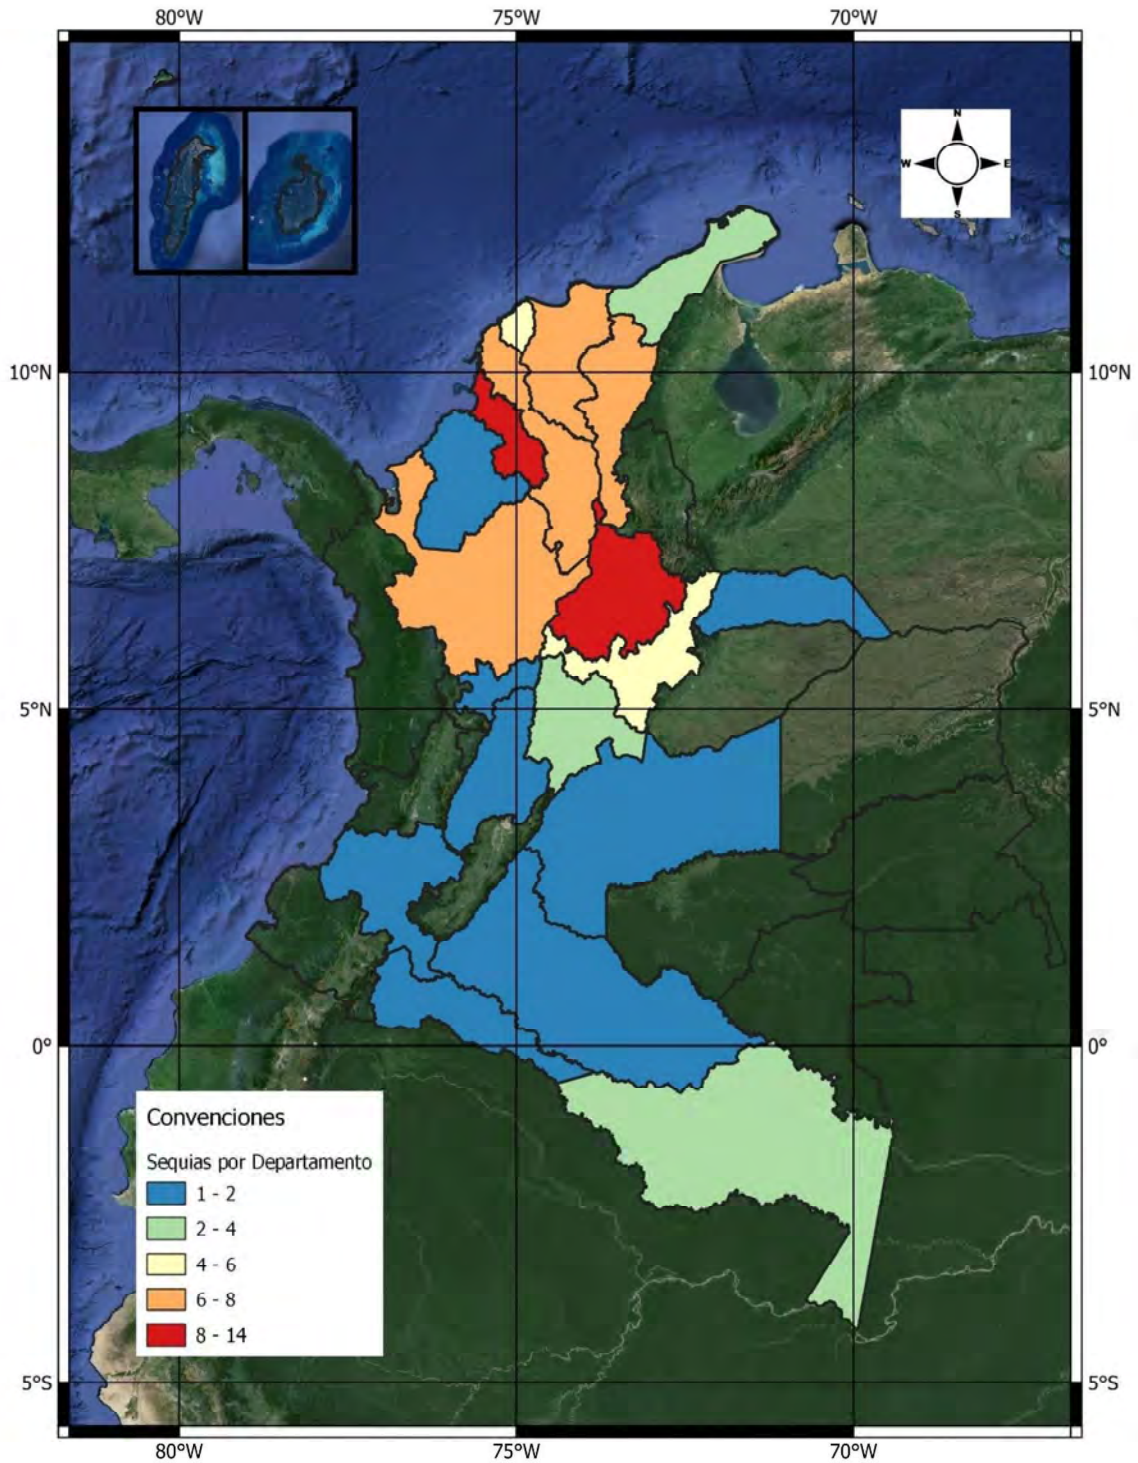 80°W 75°W 70°W
N
W E
S
10°N 10°N
5°N 5°N
0° 0°
Convenciones
Sequias por Departamento
1 - 2
2 - 4
4 - 6
6 - 8
8 - 14
5°S 5°S
80°W 75°W 70°W